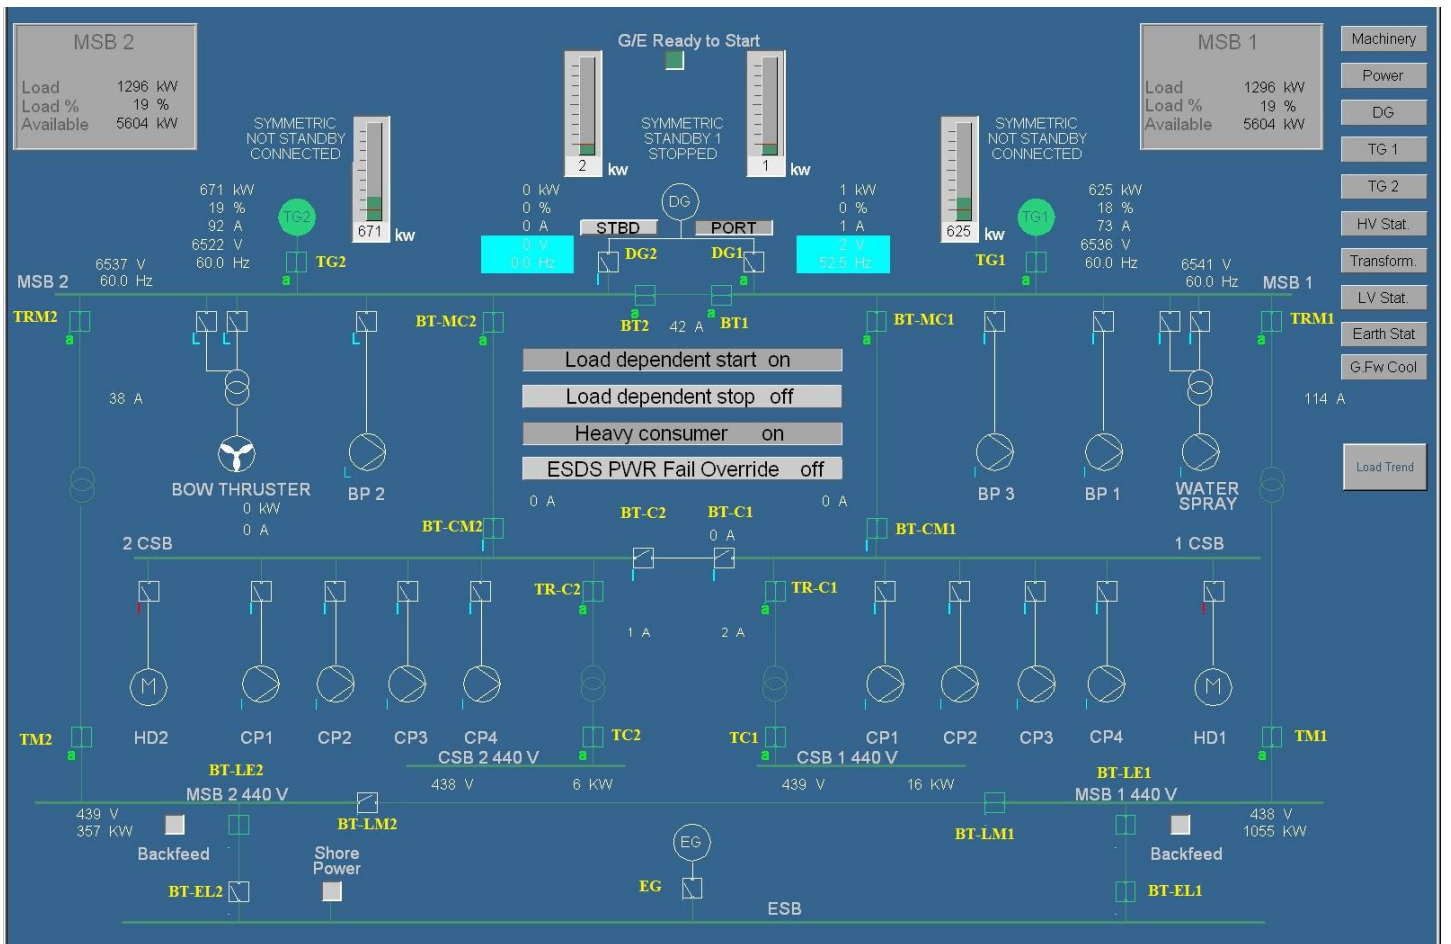 MSB 2
Load 1296 kW
Load % 19 %
Available 5604 kW
G/E Ready to Start
MSB 1
Load 1296 kW
Load % 19 %
Available 5604 kW
Machinery
Power
DG
TG 1
TG 2
HV Stat.
Transform.
LV Stat.
Earth Stat
G.Fw Cool
Load Trend
SYMMETRIC
NOT STANDBY
CONNECTED
671 kw
2 kw
SYMMETRIC
STANDBY 1
STOPPED
1 kw
625 kw
SYMMETRIC
NOT STANDBY
CONNECTED
671 kW
19 %
92 A
6522 V
60.0 Hz
TG2
TG2
a
0 kW
0 %
0 A
0 V
0.0 Hz
DG
STBD
PORT
DG2
DG1
l
a
1 kW
0 %
1 A
2 V
52.5 Hz
TG1
TG1
a
625 kW
18 %
73 A
6536 V
60.0 Hz
6537 V
60.0 Hz
MSB 2
6541 V
60.0 Hz
MSB 1
TRM2
a
L
L
L
BT-MC2
a
BT2
a
42 A
BT1
a
BT-MC1
a
l
l
l
l
TRM1
a
Load dependent start on
Load dependent stop off
Heavy consumer on
ESDS PWR Fail Override off
38 A
114 A
BOW THRUSTER
0 kW
0 A
L
BP 2
l
BP 3
l
BP 1
l
WATER
SPRAY
0 A
0 A
BT-C2
BT-C1
0 A
BT-CM2
l
BT-CM1
l
2 CSB
1 CSB
l
l
l
l
l
l
l
TR-C2
a
TR-C1
a
l
l
l
l
l
1 A
2 A
M
l
l
l
l
l
l
l
l
M
TM2
a
HD2
CP1
CP2
CP3
CP4
TC2
a
TC1
a
CP1
CP2
CP3
CP4
HD1
TM1
a
CSB 2 440 V
CSB 1 440 V
BT-LE2
438 V
6 KW
439 V
16 KW
BT-LE1
MSB 2 440 V
MSB 1 440 V
439 V
357 KW
Backfeed
BT-LM2
BT-LM1
438 V
1055 KW
Backfeed
Shore
Power
EG
BT-EL2
EG
BT-EL1
ESB